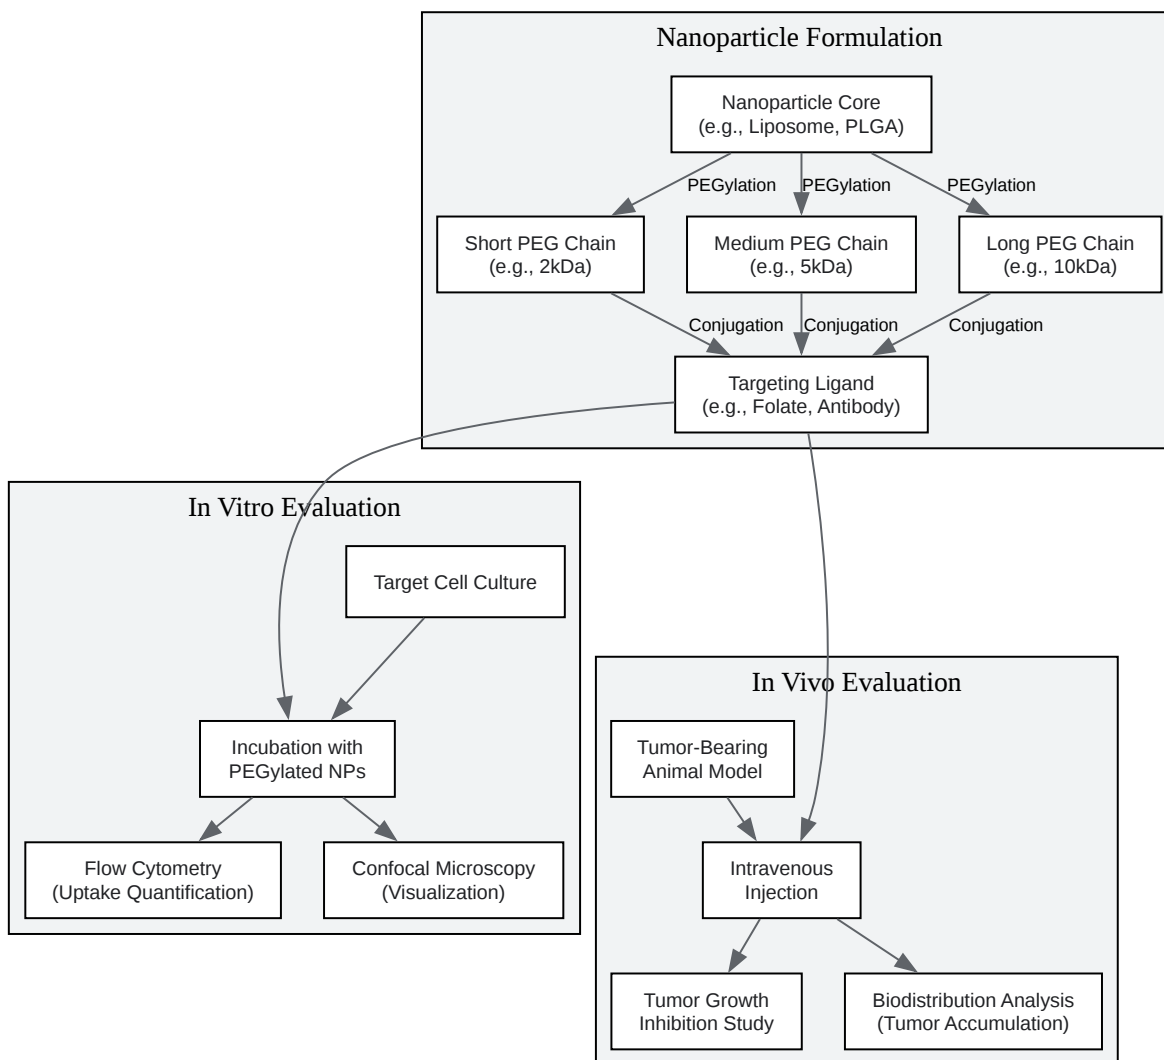 Nanoparticle Formulation
Nanoparticle Core
(e.g., Liposome, PLGA)
PEGylation
PEGylation
PEGylation
Short PEG Chain
(e.g., 2kDa)
Medium PEG Chain
(e.g., 5kDa)
Long PEG Chain
(e.g., 10kDa)
Conjugation
Conjugation
Conjugation
Targeting Ligand
(e.g., Folate, Antibody)
In Vitro Evaluation
Target Cell Culture
Incubation with
PEGylated NPs
Flow Cytometry
(Uptake Quantification)
Confocal Microscopy
(Visualization)
In Vivo Evaluation
Tumor-Bearing
Animal Model
Intravenous
Injection
Tumor Growth
Inhibition Study
Biodistribution Analysis
(Tumor Accumulation)